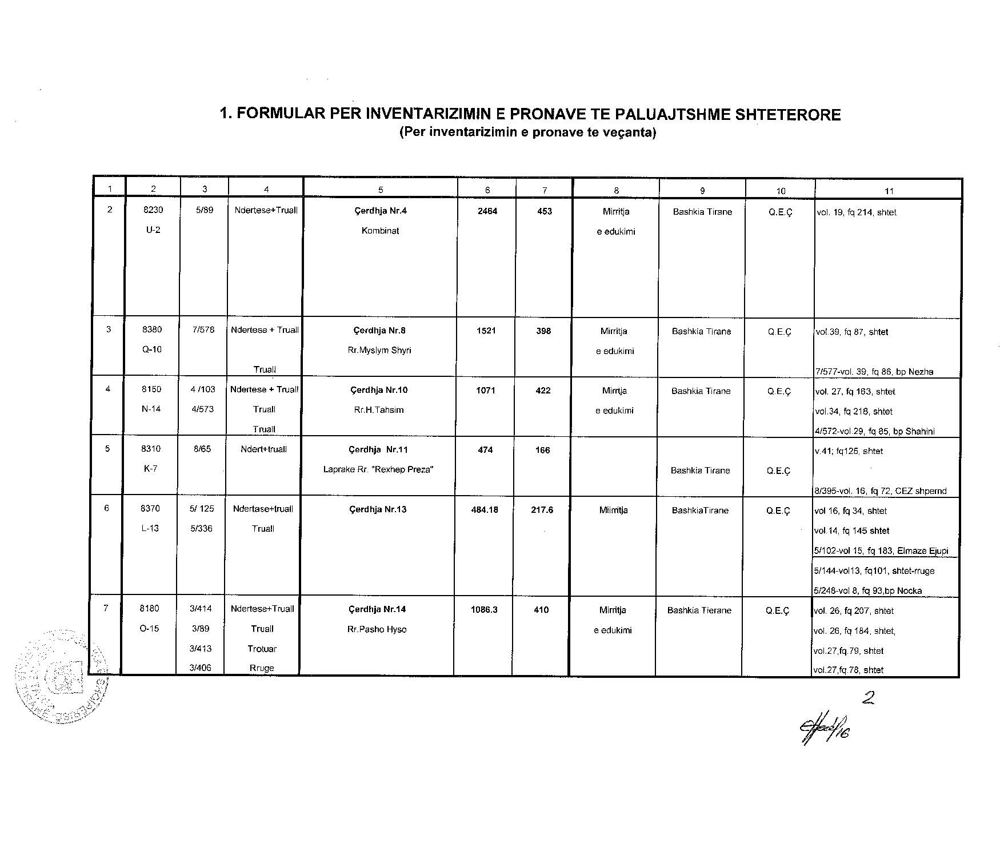 1. FORMULAR PER INVENTARIZIMIN E PRONAVE TE PALUAJTSHME SHTETERORE
(Per inventarizimin e pronave te veçanta)
1 2 3 4 5 6 7 8 9 10 11
2 8230 5/89 Ndertese+Truall Çerdhja Nr.4 2464 453 Mirritja Bashkia Tirane Q.E.Ç vol. 19, fq 214, shtet
U-2 Kombinat e edukimi
3 8380 7/578 Ndertese + Truall Çerdhja Nr.8 1521 398 Mirritja Bashkia Tirane Q.E.Ç vol.39, fq 87, shtet
Q-10 Rr.Myslym Shyri e edukimi
Truall 7/577-vol. 39, fq 86, bp Nezha
4 8150 4 /103 Ndertese + Truall Çerdhja Nr.10 1071 422 Mirrtja Bashkia Tirane Q.E.Ç vol. 27, fq 163, shtet
N-14 4/573 Truall Rr.H.Tahsim e edukimi vol.34, fq 218, shtet
Truall 4/572-vol.29, fq 85, bp Shahini
5 8310 8/65 Ndert+truall Çerdhja Nr.11 474 166 v.41; fq125, shtet
K-7 Laprake Rr. "Rexhep Preza" Bashkia Tirane Q.E.Ç
8/395-vol. 16, fq 72, CEZ shpernd
6 8370 5/ 125 Ndertase+truall Çerdhja Nr.13 484.18 217.6 Miirritja BashkiaTirane Q.E.Ç vol 16, fq 34, shtet
L-13 5/336 Truall vol.14, fq 145 shtet
5/102-vol 15, fq 183, Elmaze Ejupi
5/144-vol13, fq101, shtet-rruge
5/248-vol 8, fq 93,bp Nocka
7 8180 3/414 Ndertese+Truall Çerdhja Nr.14 1086.3 410 Mirritja Bashkia Tierane Q.E.Ç vol. 26, fq 207, shtet
O-15 3/89 Truall Rr.Pasho Hyso e edukimi vol. 26, fq 184, shtet,
3/413 Trotuar vol.27,fq.79, shtet
3/406 Rruge vol.27,fq.78, shtet
2